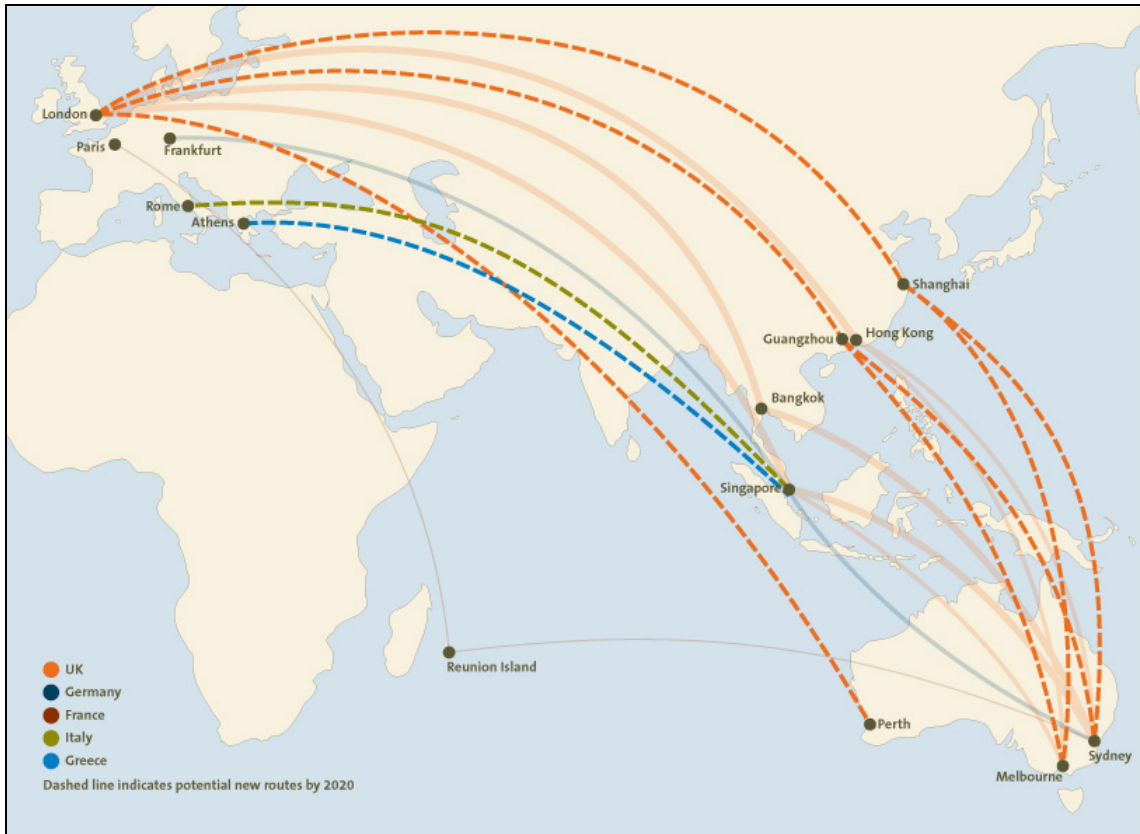 London
Paris
Frankfurt
Rome
Athens
Shanghai
Guangzhou
Hong Kong
Bangkok
Singapore
Reunion Island
Perth
Sydney
Melbourne
UK
Germany
France
Italy
Greece
Dashed line indicates potential new routes by 2020